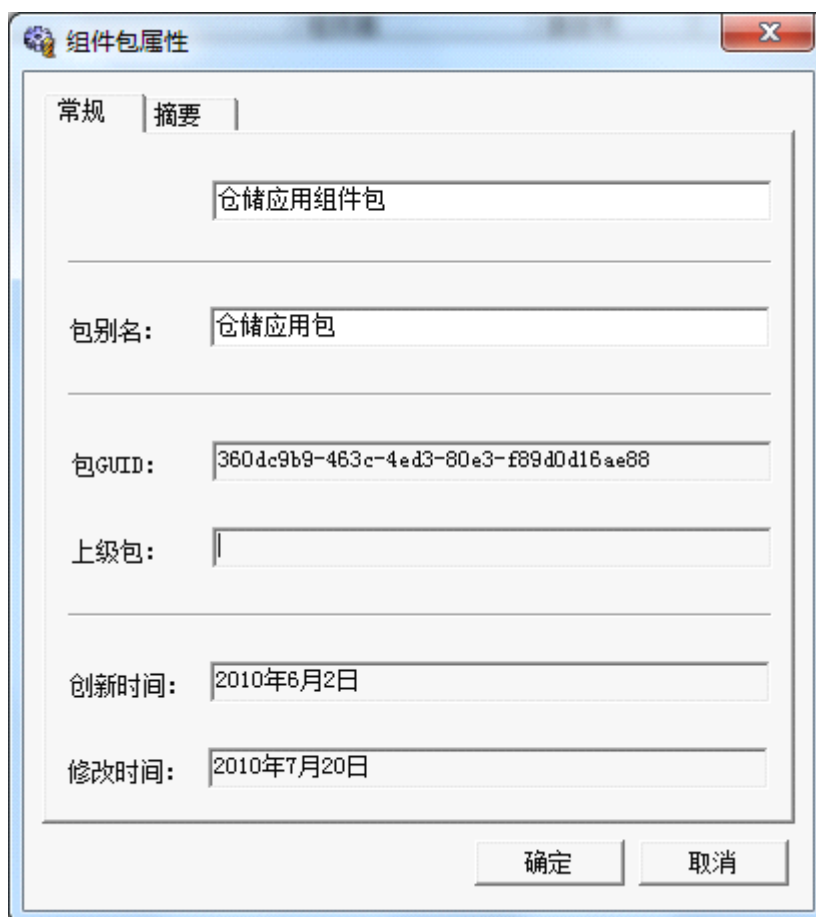 组件包属性
常规 摘要
仓储应用组件包
包别名: 仓储应用包
包GUID: 360dc9b9-463c-4ed3-80e3-f89d0d16ae88
上级包:
创新时间: 2010年6月2日
修改时间: 2010年7月20日
确定 取消